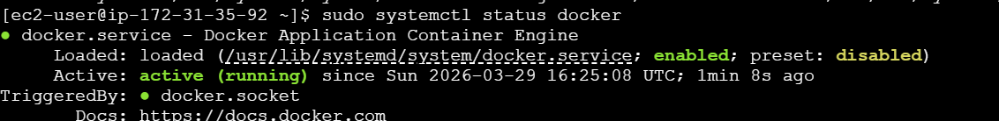 [ec2-user@ip-172-31-35-92 ~]$ sudo systemctl status docker
● docker.service - Docker Application Container Engine
     Loaded: loaded (/usr/lib/systemd/system/docker.service; enabled; preset: disabled)
     Active: active (running) since Sun 2026-03-29 16:25:08 UTC; 1min 8s ago
TriggeredBy: ● docker.socket
       Docs: https://docs.docker.com